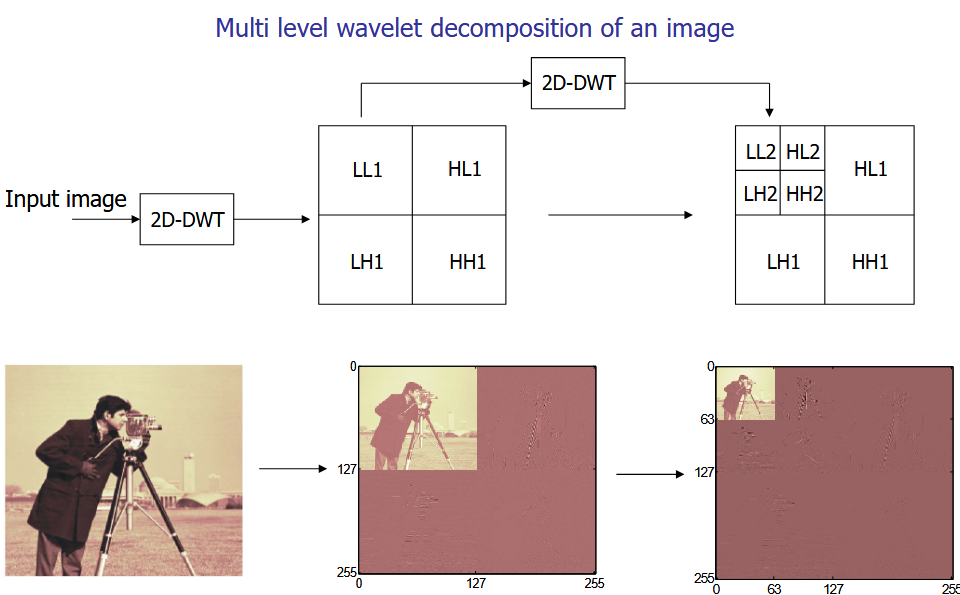 Multi level wavelet decomposition of an image
2D-DWT
LL1 HL1
LL2 HL2
HL1
Input image
2D-DWT
LH2 HH2
LH1 HH1
LH1 HH1
0
127
255
0 127 255
0
63
127
255
0 63 127 255